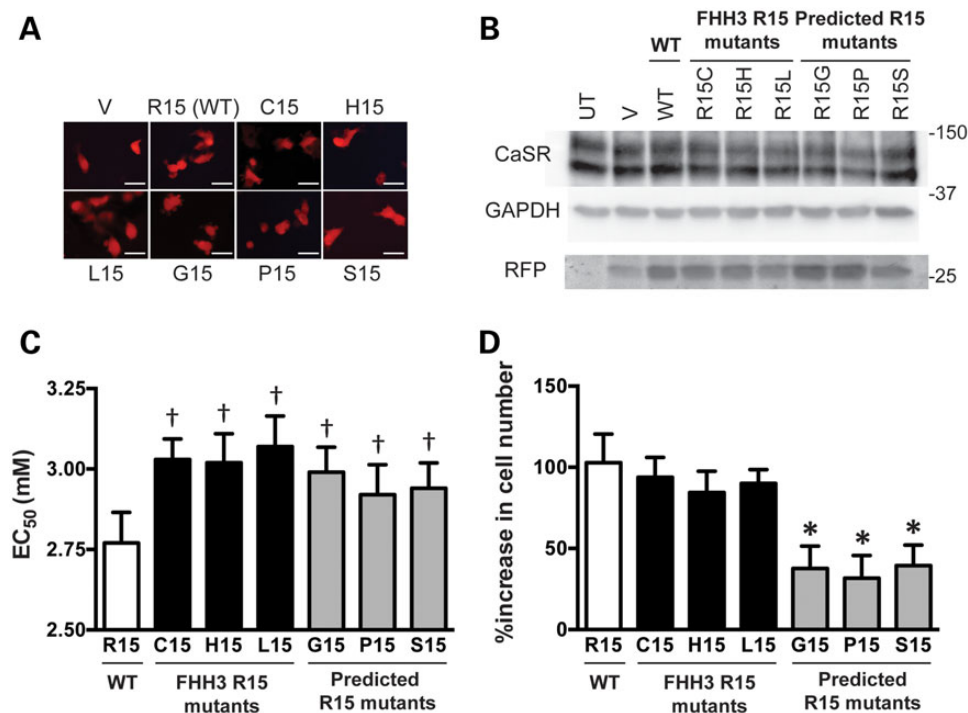 A
V R15 (WT) C15 H15
L15 G15 P15 S15
B
WT
FHH3 R15 mutants
Predicted R15 mutants
UT V WT R15C R15H R15L R15G R15P R15S
CaSR
-150
-37
GAPDH
RFP
-25
C
EC50 (mM)
3.25
3.00
2.75
2.50
† † † † † †
R15 C15 H15 L15 G15 P15 S15
WT
FHH3 R15
mutants
Predicted
R15 mutants
D
%increase in cell number
150
100
50
0
* * *
R15 C15 H15 L15 G15 P15 S15
WT
FHH3 R15
mutants
Predicted
R15 mutants